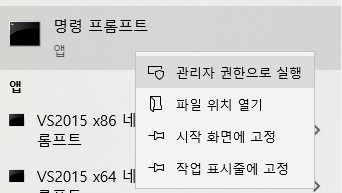 명령 프롬프트
앱
관리자 권한으로 실행
파일 위치 열기
시작 화면에 고정
작업 표시줄에 고정
앱
VS2015 x86 네
롬프트
VS2015 x64 네
롬프트